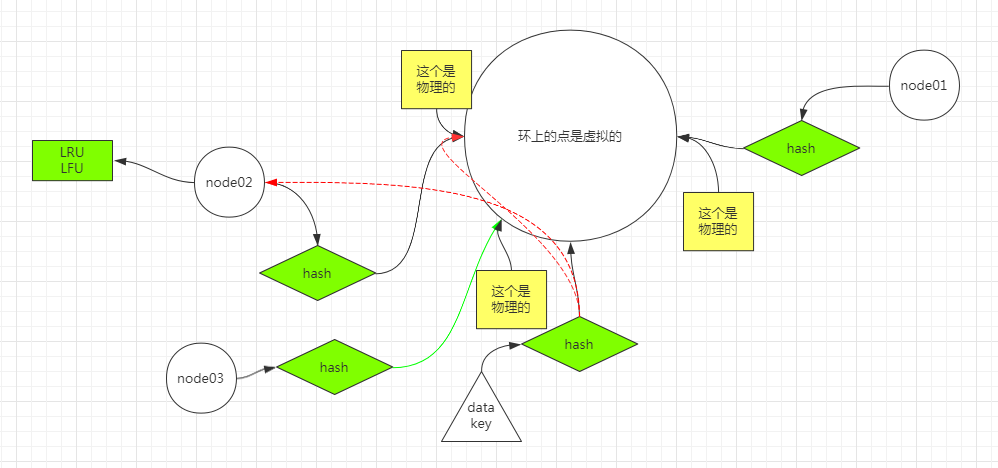 这个是
物理的
node01
环上的点是虚拟的
hash
LRU
LFU
node02
这个是
物理的
hash
这个是
物理的
hash
hash
node03
data
key